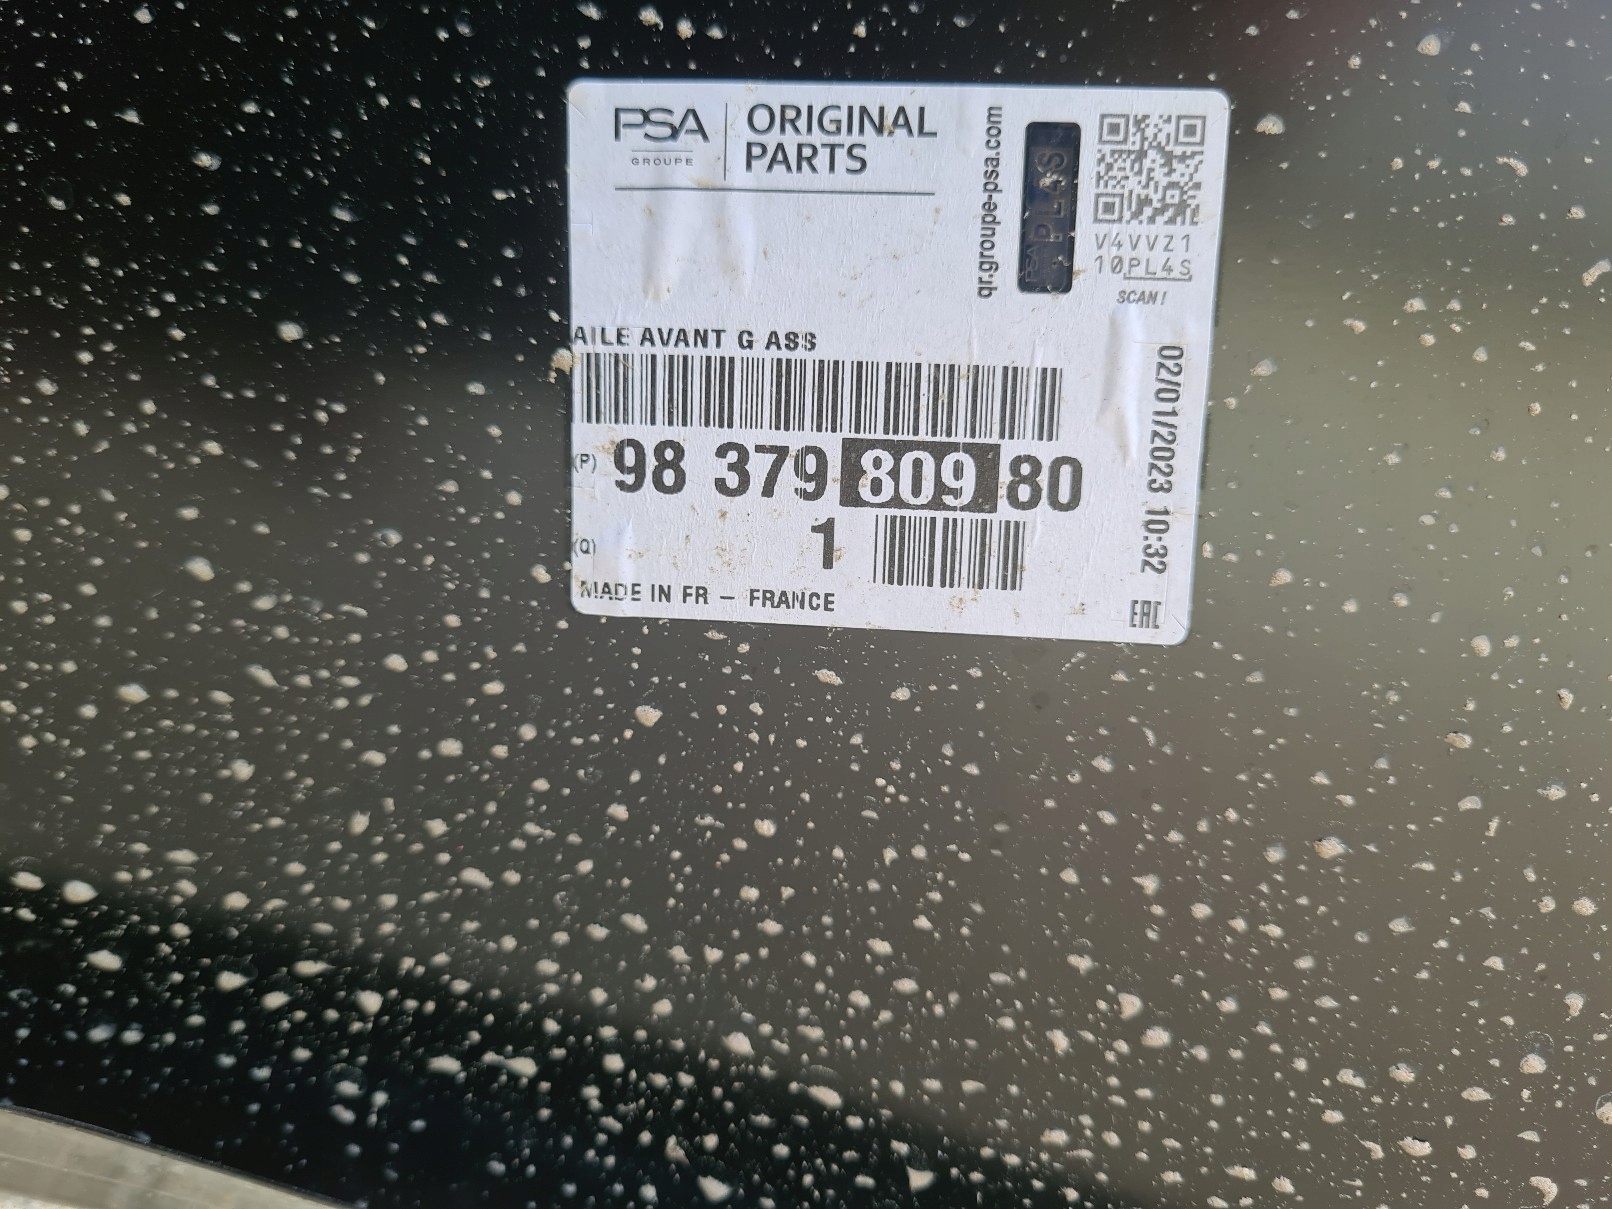 PSA
GROUPE
ORIGINAL
PARTS
qr.groupe-psa.com
PL4S
V4VVZ1
10PL4S
SCAN!
AILE AVANT G ASS
(P) 98 379 809 80
(Q) 1
MADE IN FR – FRANCE
02/01/2023 10:32
EAC